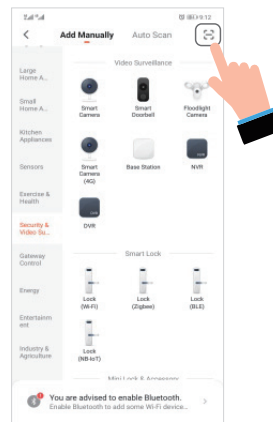 9:12
Add Manually Auto Scan
Video Surveillance
Large
Home A...
Smart
Camera
Smart
Doorbell
Floodlight
Camera
Small
Home A...
Kitchen
Appliances
Sensors
Smart
Camera
(4G)
Base Station
NVR
Exercise &
Health
DVR
Security &
Video Su...
Gateway
Control
Smart Lock
Energy
Lock
(Wi-Fi)
Lock
(Zigbee)
Lock
(BLE)
Entertainm
ent
Industry &
Agriculture
Lock
(NB-IoT)
Mini Lock & Accessory
You are advised to enable Bluetooth.
Enable Bluetooth to add some Wi-Fi device...